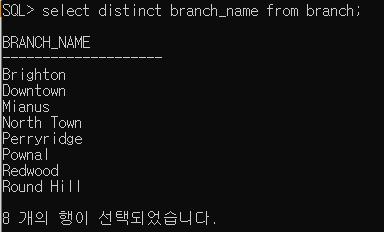 SQL> select distinct branch_name from branch;
BRANCH_NAME
--------------------
Brighton
Downtown
Mianus
North Town
Perryridge
Pownal
Redwood
Round Hill
8 개의 행이 선택되었습니다.